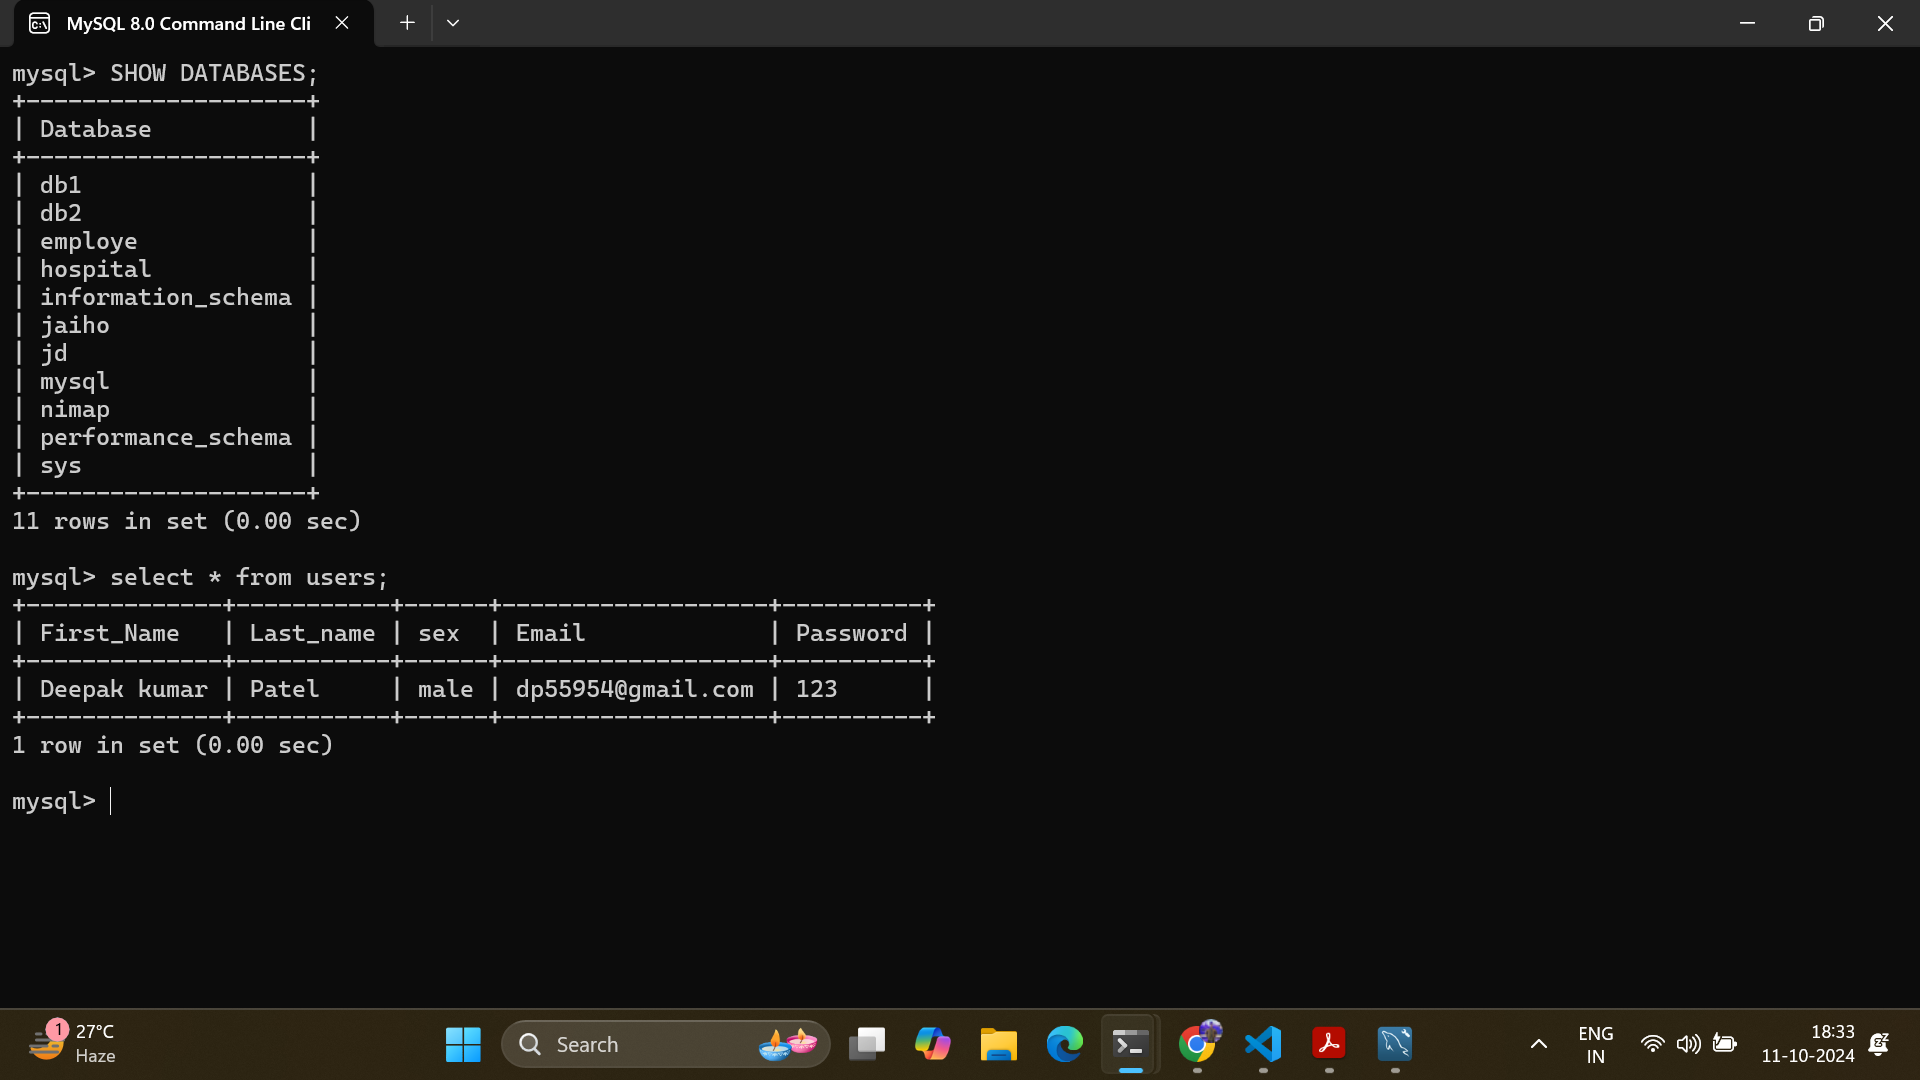 MySQL 8.0 Command Line Cli
mysql> SHOW DATABASES;
+--------------------+
| Database           |
+--------------------+
| db1                |
| db2                |
| employe            |
| hospital           |
| information_schema |
| jaiho              |
| jd                 |
| mysql              |
| nimap              |
| performance_schema |
| sys                |
+--------------------+
11 rows in set (0.00 sec)
mysql> select * from users;
+--------------+-----------+------+-------------------+----------+
| First_Name   | Last_name | sex  | Email             | Password |
+--------------+-----------+------+-------------------+----------+
| Deepak kumar | Patel     | male | dp55954@gmail.com | 123      |
+--------------+-----------+------+-------------------+----------+
1 row in set (0.00 sec)
mysql>
1
27°C
Haze
Search
ENG
IN
18:33
11-10-2024